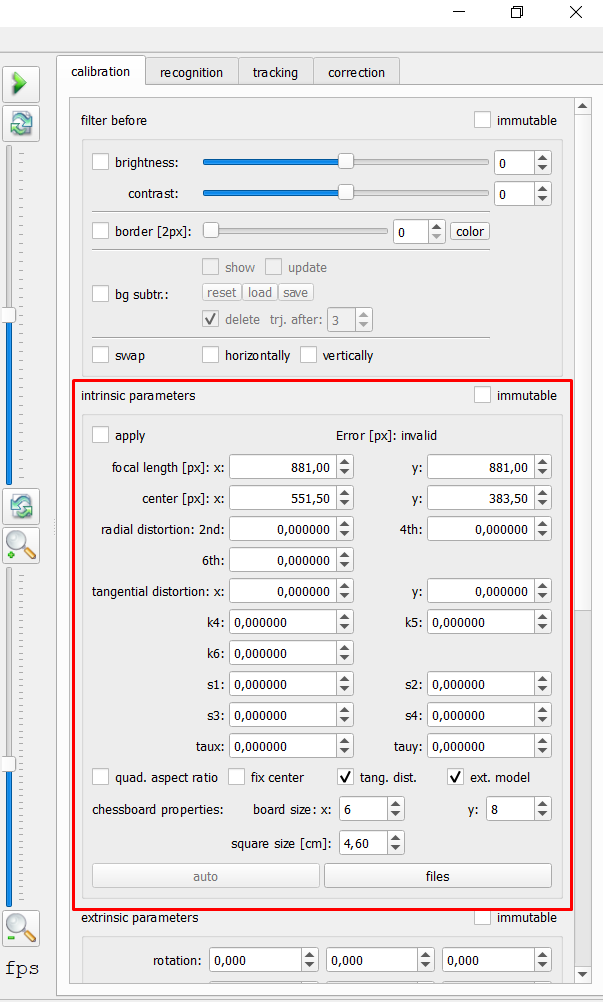 calibration recognition tracking correction
filter before immutable
brightness: 0
contrast: 0
border [2px]: 0 color
show update
bg subtr.: reset load save
delete trj. after: 3
swap horizontally vertically
intrinsic parameters immutable
apply Error [px]: invalid
focal length [px]: x: 881,00 y: 881,00
center [px]: x: 551,50 y: 383,50
radial distortion: 2nd: 0,000000 4th: 0,000000
6th: 0,000000
tangential distortion: x: 0,000000 y: 0,000000
k4: 0,000000 k5: 0,000000
k6: 0,000000
s1: 0,000000 s2: 0,000000
s3: 0,000000 s4: 0,000000
taux: 0,000000 tauy: 0,000000
quad. aspect ratio fix center tang. dist. ext. model
chessboard properties: board size: x: 6 y: 8
square size [cm]: 4,60
auto files
extrinsic parameters immutable
fps
rotation: 0,000 0,000 0,000